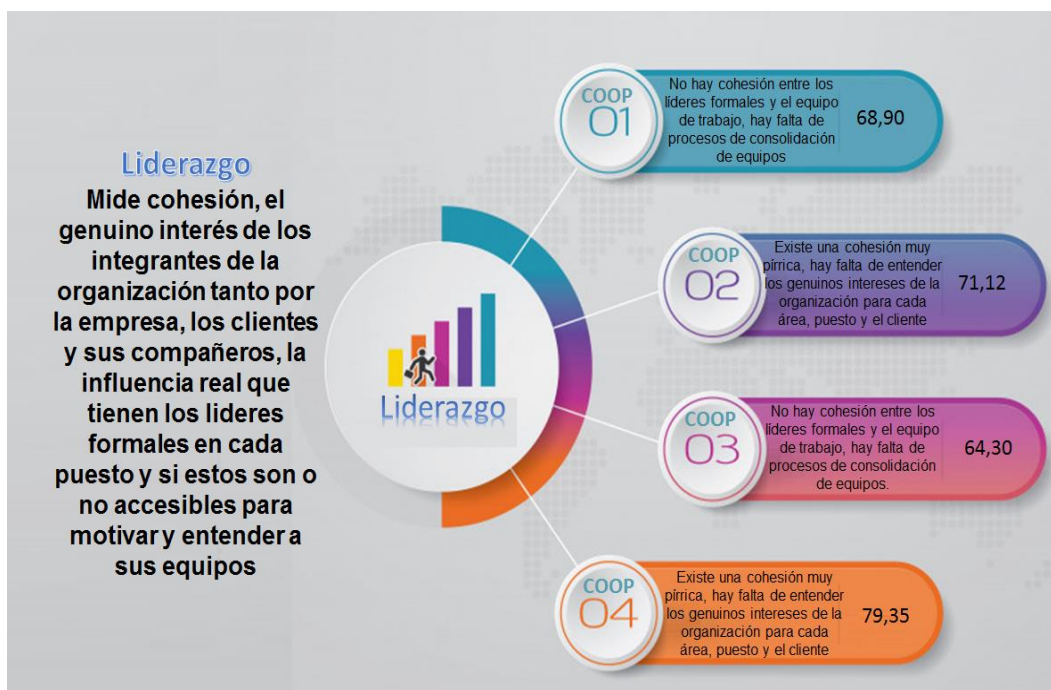 Liderazgo
Mide cohesión, el
genuino interés de los
integrantes de la
organización tanto por
la empresa, los clientes
y sus compañeros, la
influencia real que
tienen los lideres
formales en cada
puesto y si estos son o
no accesibles para
motivar y entender a
sus equipos
Liderazgo
COOP
01
No hay cohesión entre los
líderes formales y el equipo
de trabajo, hay falta de
procesos de consolidación
de equipos
68,90
COOP
02
Existe una cohesión muy
pírrica, hay falta de entender
los genuinos intereses de la
organización para cada
área, puesto y el cliente
71,12
COOP
03
No hay cohesión entre los
líderes formales y el equipo
de trabajo, hay falta de
procesos de consolidación
de equipos.
64,30
COOP
04
Existe una cohesión muy
pírrica, hay falta de entender
los genuinos intereses de la
organización para cada
área, puesto y el cliente
79,35